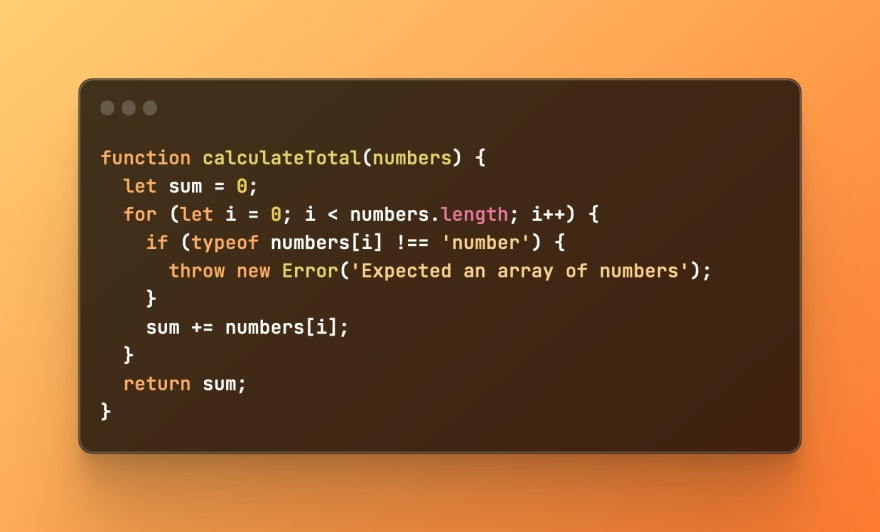 function calculateTotal(numbers) {
  let sum = 0;
  for (let i = 0; i < numbers.length; i++) {
    if (typeof numbers[i] !== 'number') {
      throw new Error('Expected an array of numbers');
    }
    sum += numbers[i];
  }
  return sum;
}